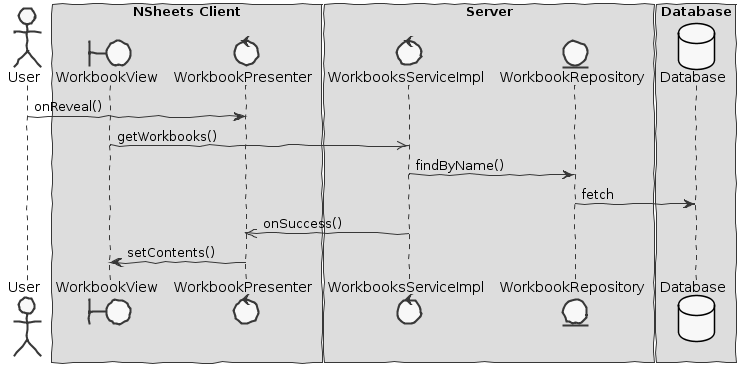 NSheets Client
Server
Database
User
WorkbookView
WorkbookPresenter
WorkbooksServiceImpl
WorkbookRepository
Database
onReveal()
getWorkbooks()
findByName()
fetch
onSuccess()
setContents()
User
WorkbookView
WorkbookPresenter
WorkbooksServiceImpl
WorkbookRepository
Database